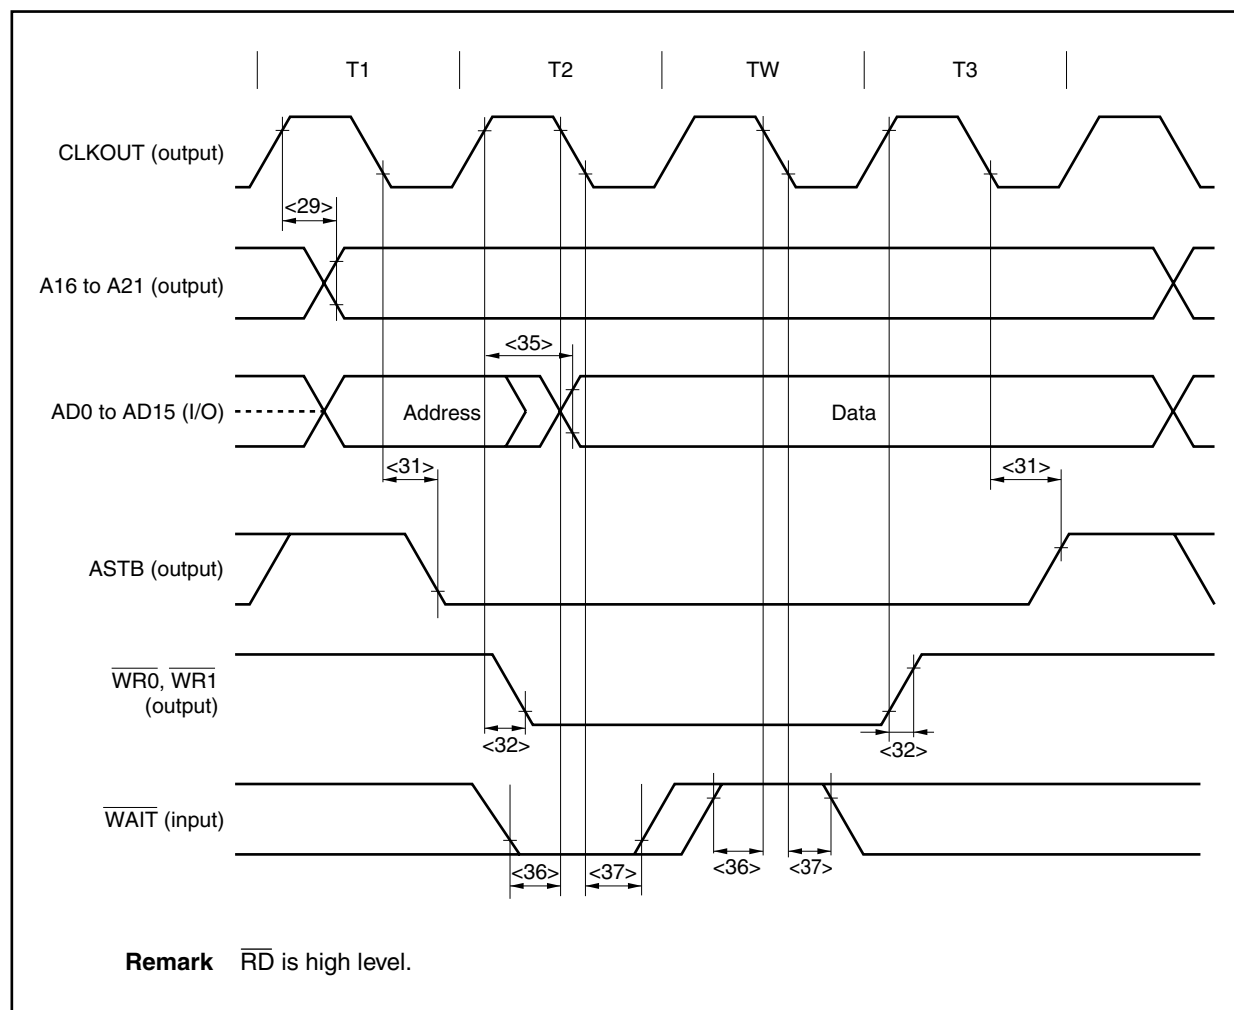 T1 T2 TW T3
CLKOUT (output)
<29>
A16 to A21 (output)
<35>
AD0 to AD15 (I/O) Address Data
<31> <31>
ASTB (output)
WR0, WR1
(output)
<32> <32>
WAIT (input)
<36> <37> <36> <37>
Remark RD is high level.